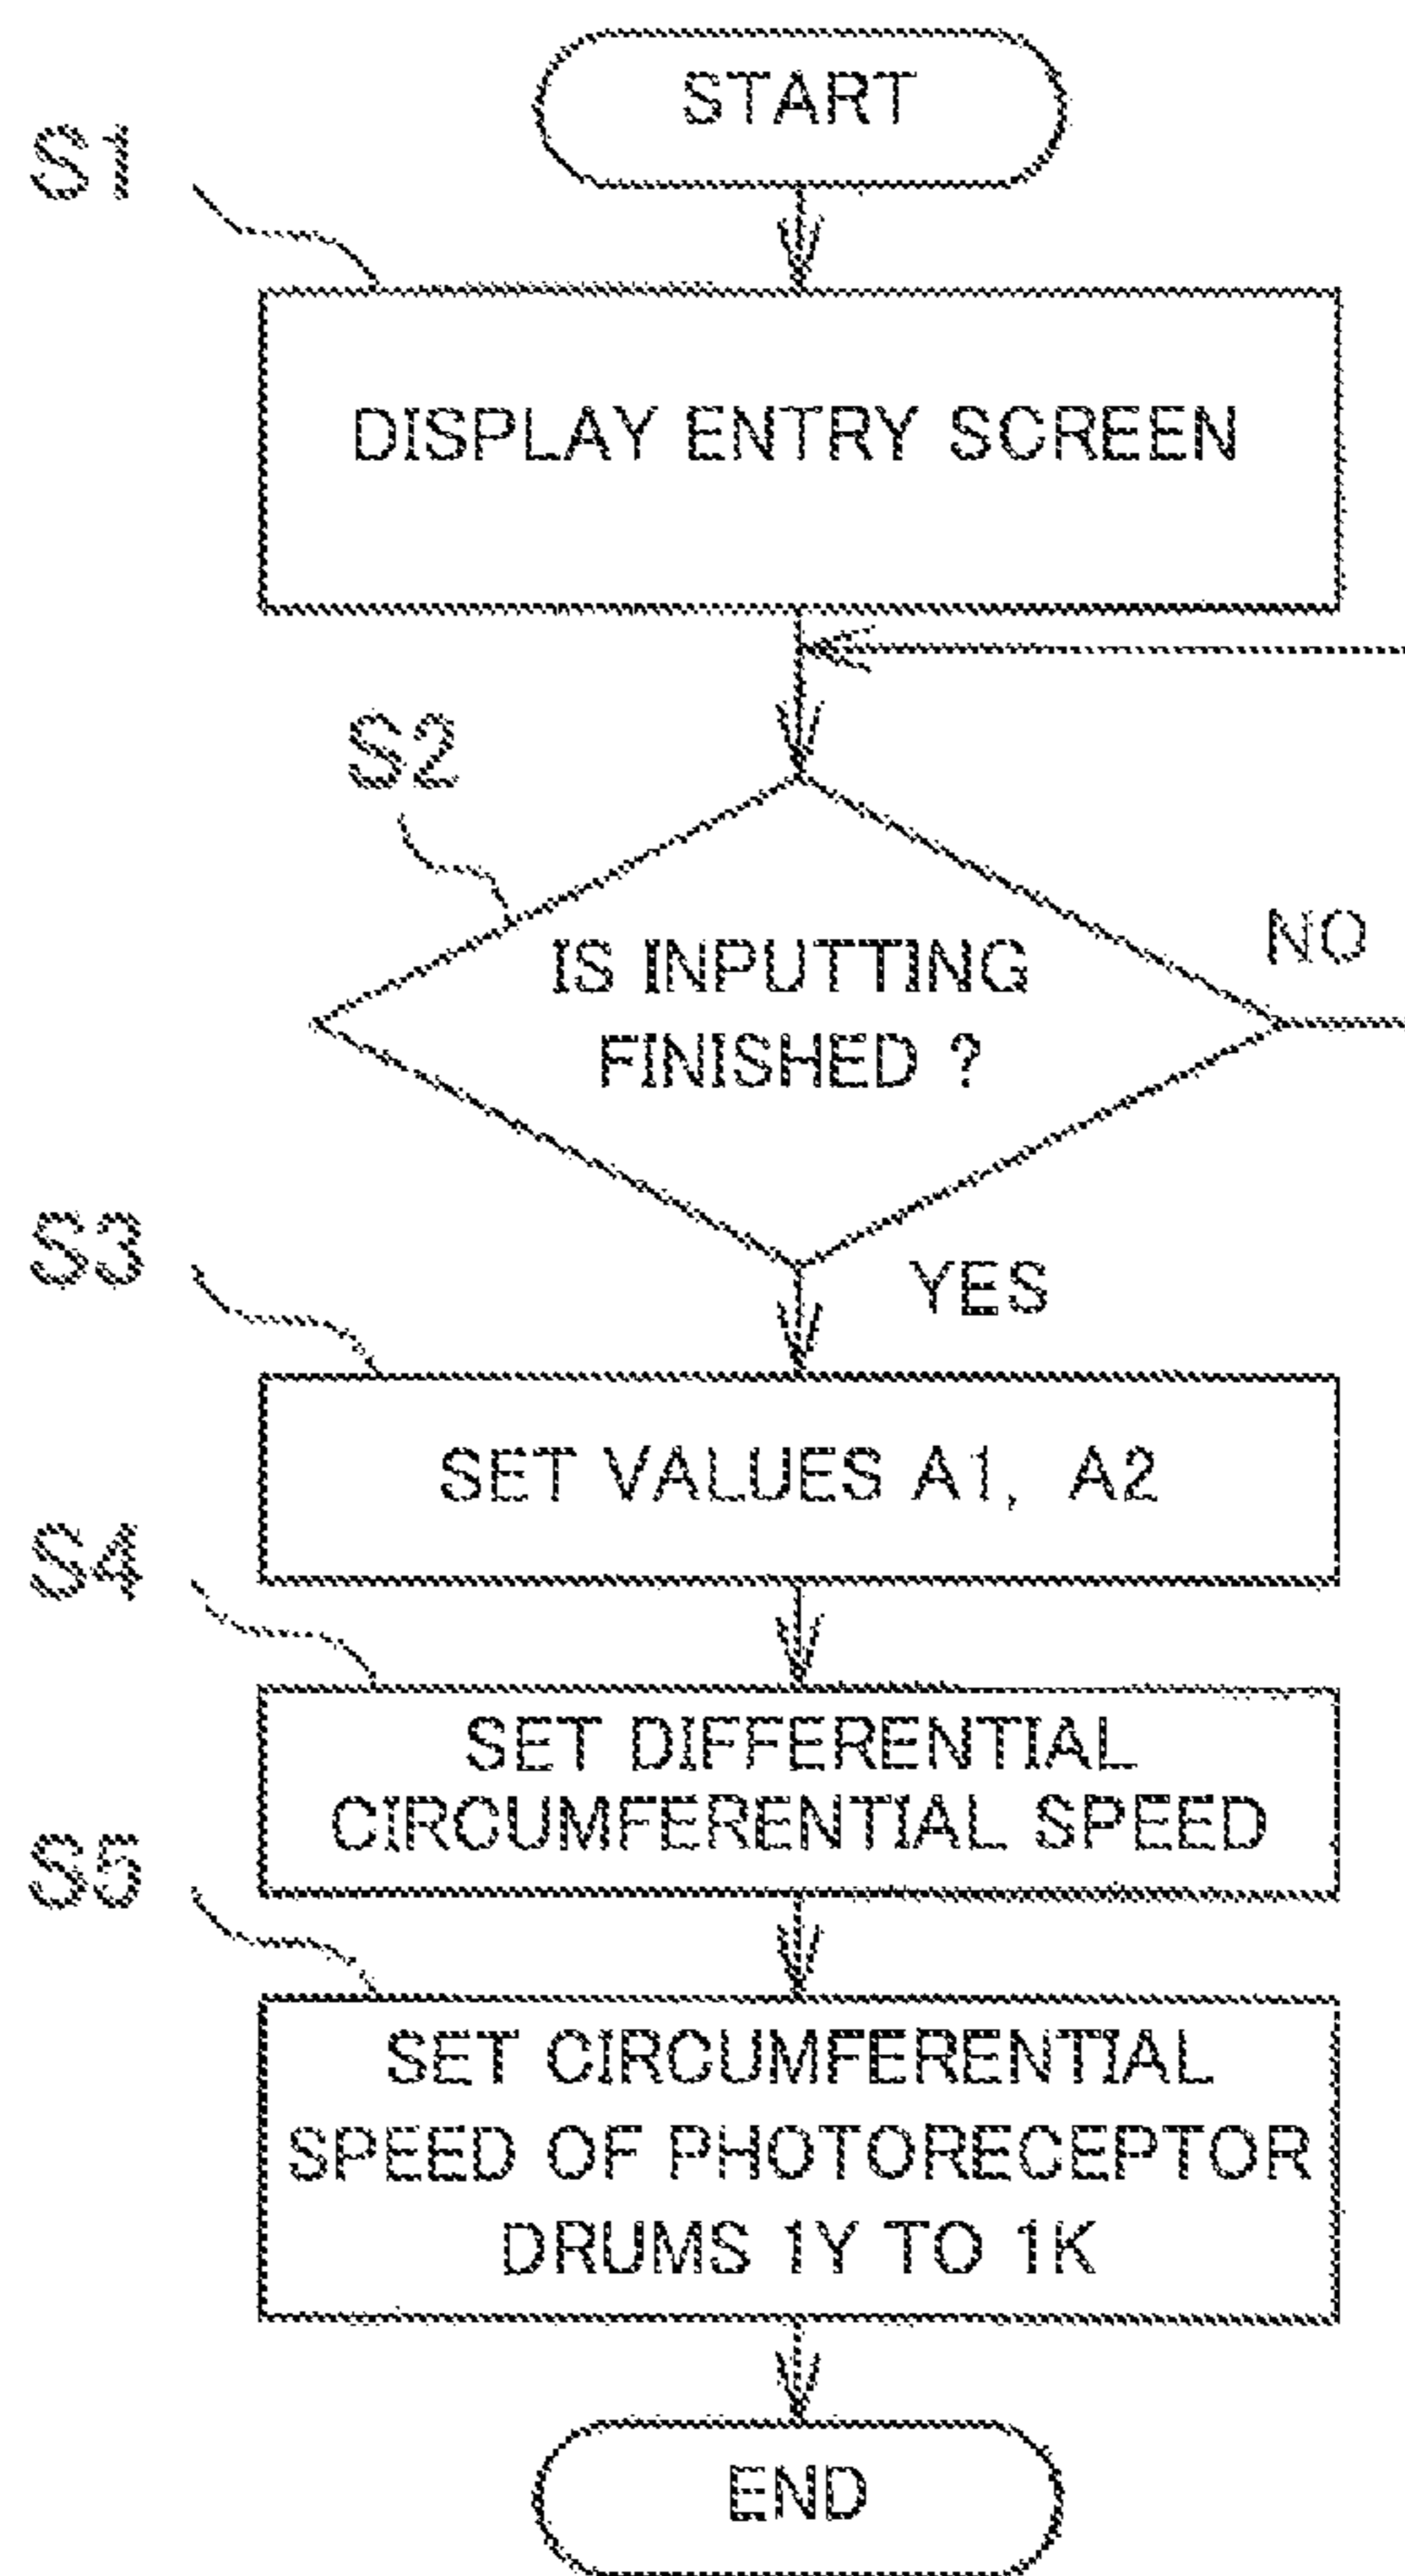 START
S1
DISPLAY ENTRY SCREEN
S2
IS INPUTTING
FINISHED ?
NO
YES
S3
SET VALUES A1, A2
S4
SET DIFFERENTIAL
CIRCUMFERENTIAL SPEED
S5
SET CIRCUMFERENTIAL
SPEED OF PHOTORECEPTOR
DRUMS 1Y TO 1K
END